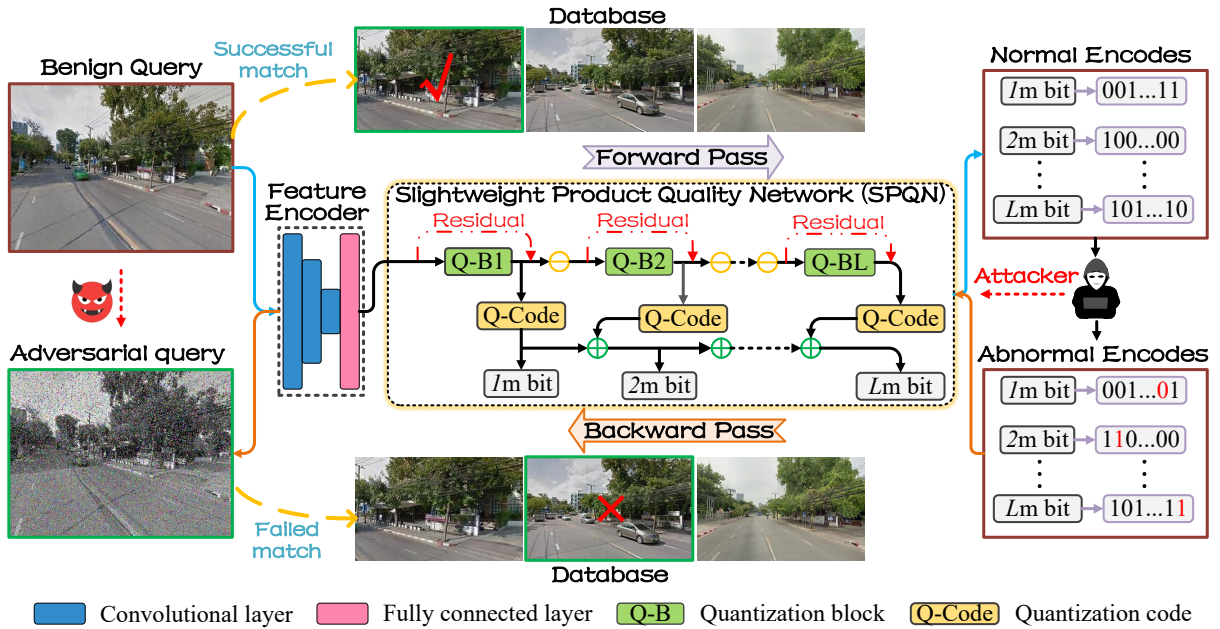 Database
Successful
match
Benign Query
Normal Encodes
1m bit
001...11
2m bit
100...00
Lm bit
101...10
Forward Pass
Feature
Encoder
Slightweight Product Quality Network (SPQN)
Residual
Residual
Residual
Q-B1
Q-B2
Q-BL
Q-Code
Q-Code
Q-Code
1m bit
2m bit
Lm bit
Attacker
Adversarial query
Abnormal Encodes
1m bit
001...01
2m bit
110...00
Lm bit
101...11
Backward Pass
Failed
match
Database
Convolutional layer
Fully connected layer
Q-B
Quantization block
Q-Code
Quantization code